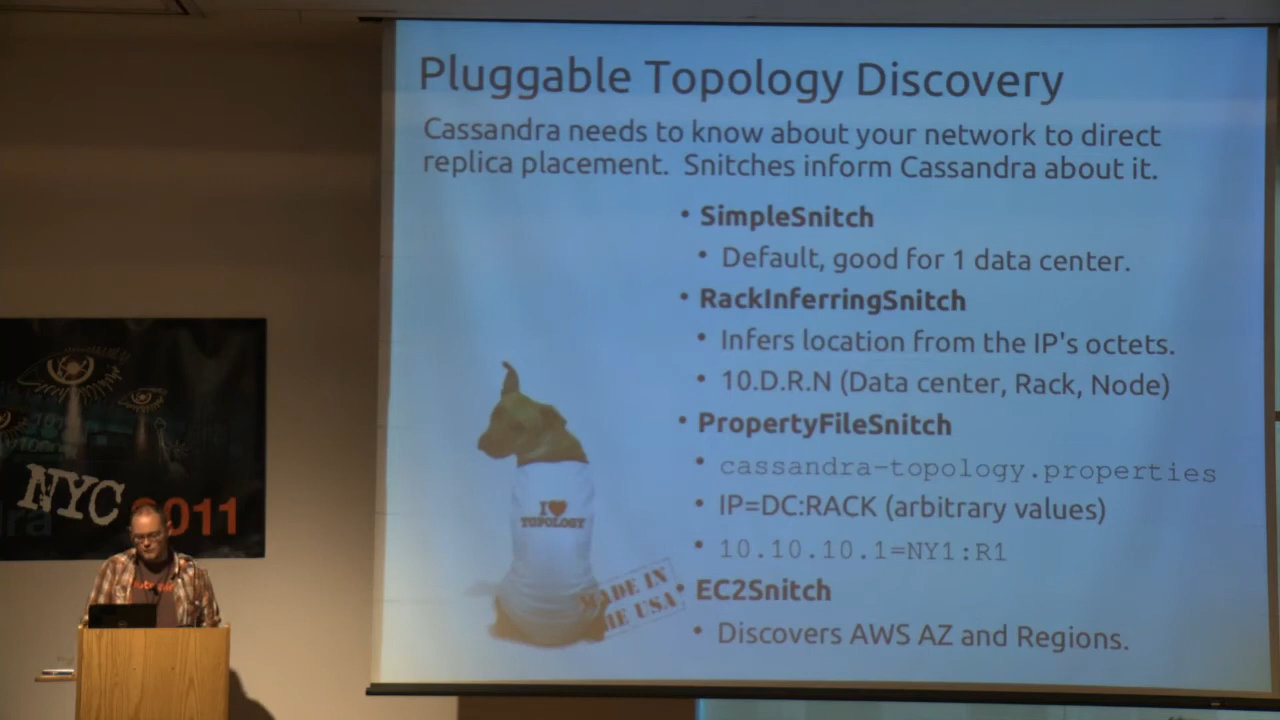 Pluggable Topology Discovery
Cassandra needs to know about your network to direct
replica placement. Snitches inform Cassandra about it.
• SimpleSnitch
• Default, good for 1 data center.
• RackInferringSnitch
• Infers location from the IP's octets.
• 10.D.R.N (Data center, Rack, Node)
• PropertyFileSnitch
• cassandra-topology.properties
• IP=DC:RACK (arbitrary values)
• 10.10.10.1=NY1:R1
• EC2Snitch
• Discovers AWS AZ and Regions.
I ♥
TOPOLOGY
MADE IN
USA
NYC 2011